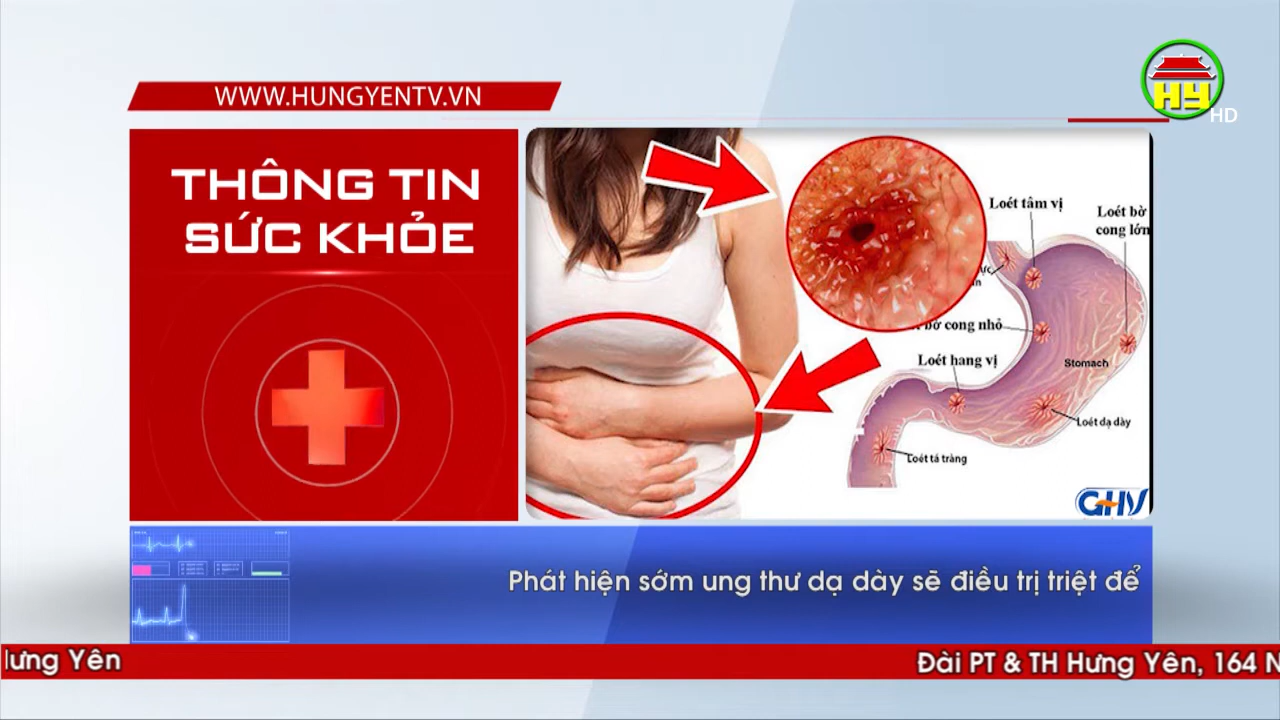 WWW.HUNGYENTV.VN
HY
HD
THÔNG TIN
SỨC KHỎE
Loét tâm vị
Loét bờ
cong lớn
bờ cong nhỏ
Loét hang vị
Stomach
Loét dạ dày
Loét tá tràng
GHV
Phát hiện sớm ung thư dạ dày sẽ điều trị triệt để
Hưng Yên
Đài PT & TH Hưng Yên, 164 N